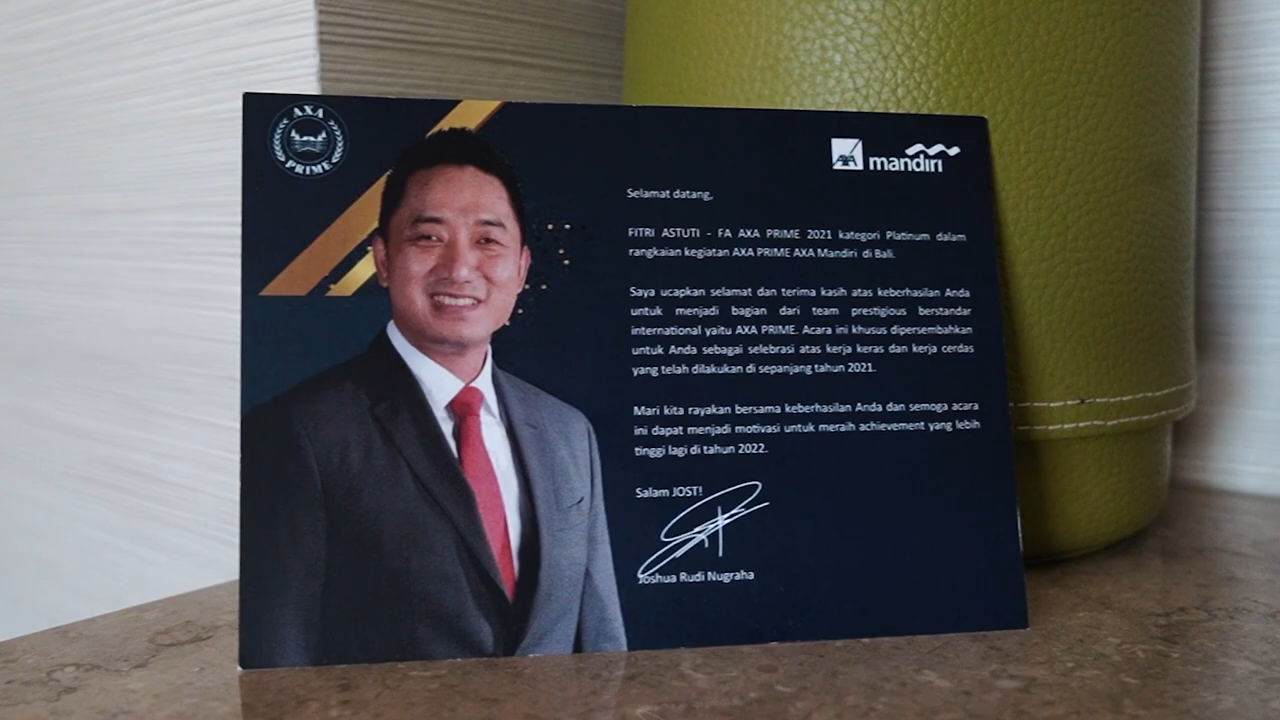 AXA
PRIME
AXA mandiri
Selamat datang,
FITRI ASTUTI - FA AXA PRIME 2021 kategori Platinum dalam
rangkaian kegiatan AXA PRIME AXA Mandiri di Bali.
Saya ucapkan selamat dan terima kasih atas keberhasilan Anda
untuk menjadi bagian dari team prestigious berstandar
international yaitu AXA PRIME. Acara ini khusus dipersembahkan
untuk Anda sebagai selebrasi atas kerja keras dan kerja cerdas
yang telah dilakukan di sepanjang tahun 2021.
Mari kita rayakan bersama keberhasilan Anda dan semoga acara
ini dapat menjadi motivasi untuk meraih achievement yang lebih
tinggi lagi di tahun 2022.
Salam JOST!
Joshua Rudi Nugraha